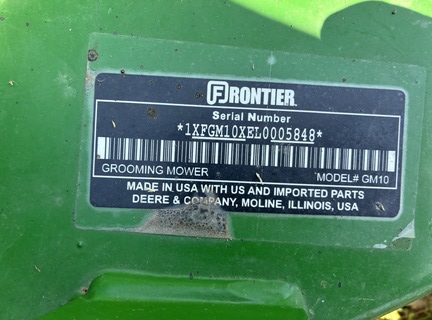 FRONTIER
Serial Number
*1XFGM10XEL0005848*
GROOMING MOWER MODEL# GM10
MADE IN USA WITH US AND IMPORTED PARTS
DEERE & COMPANY, MOLINE, ILLINOIS, USA